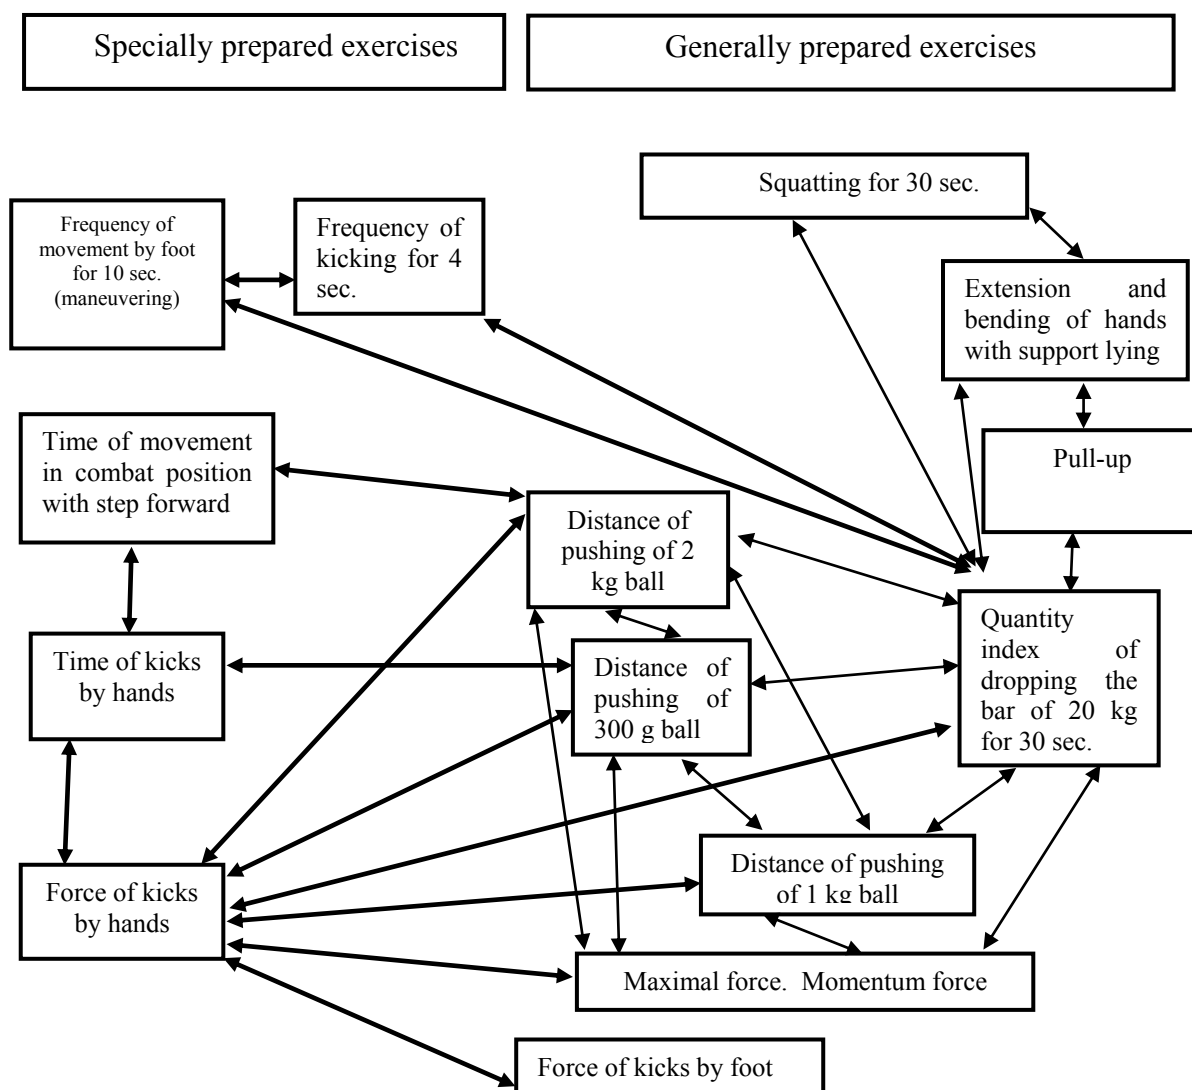 Specially prepared exercises
Generally prepared exercises
Squatting for 30 sec.
Frequency of
movement by foot
for 10 sec.
(maneuvering)
Frequency of
kicking for 4
sec.
Extension and
bending of hands
with support lying
Pull-up
Time of movement
in combat position
with step forward
Distance of
pushing of 2
kg ball
Quantity
index of
dropping the
bar of 20 kg
for 30 sec.
Time of kicks
by hands
Distance of
pushing of
300 g ball
Distance of pushing
of 1 kg ball
Force of kicks
by hands
Maximal force. Momentum force
Force of kicks by foot